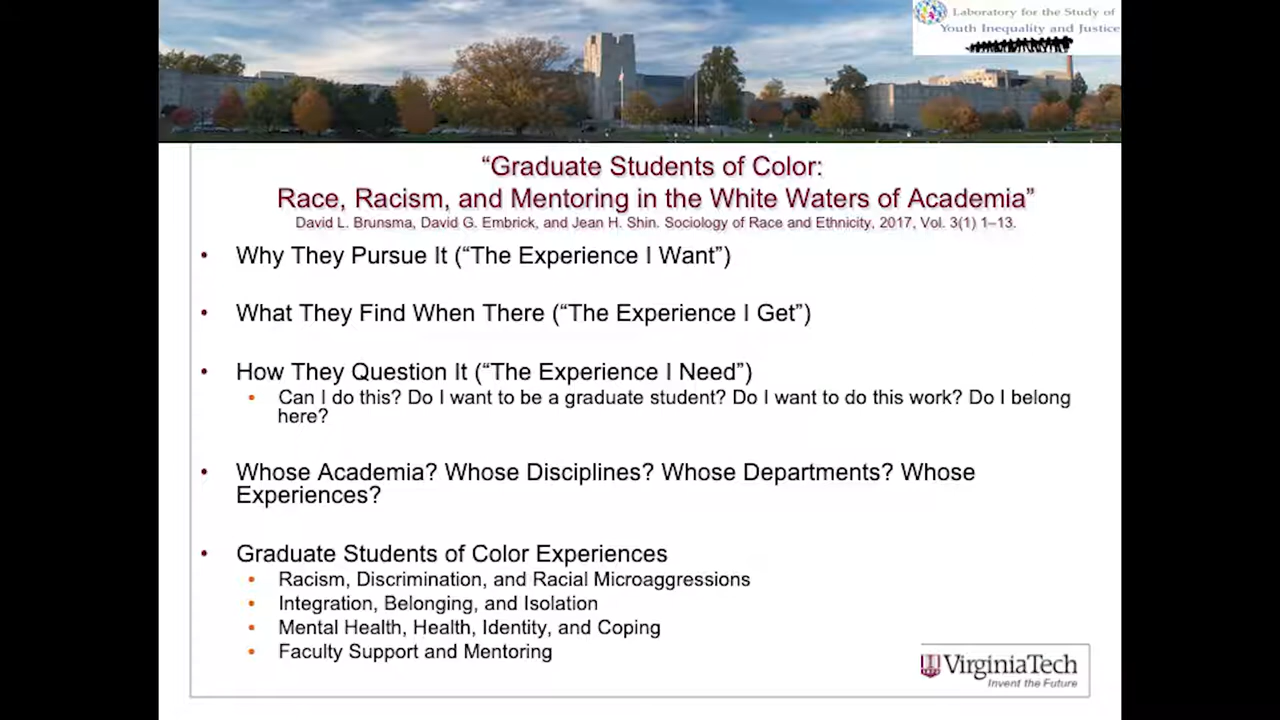 Laboratory for the Study of
Youth Inequality and Justice
“Graduate Students of Color:
Race, Racism, and Mentoring in the White Waters of Academia”
David L. Brunsma, David G. Embrick, and Jean H. Shin. Sociology of Race and Ethnicity, 2017, Vol. 3(1) 1–13.
• Why They Pursue It (“The Experience I Want”)
• What They Find When There (“The Experience I Get”)
• How They Question It (“The Experience I Need”)
• Can I do this? Do I want to be a graduate student? Do I want to do this work? Do I belong
here?
• Whose Academia? Whose Disciplines? Whose Departments? Whose
Experiences?
• Graduate Students of Color Experiences
• Racism, Discrimination, and Racial Microaggressions
• Integration, Belonging, and Isolation
• Mental Health, Health, Identity, and Coping
• Faculty Support and Mentoring
VirginiaTech
Invent the Future